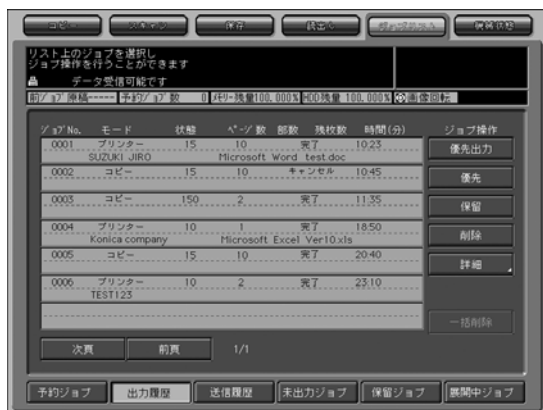 コピー スキャン 保存 読出し ジョブリスト 機械状態
リスト上のジョブを選択し
ジョブ操作を行うことができます
データ受信可能です
前ジョブ原稿----- 予約ジョブ数 0 メモリー残量100.000% HDD残量 100.000% 画像回転
ジョブNo. モード 状態 ページ数 部数 残枚数 時間(分) ジョブ操作
0001 プリンター 15 10 完了 10:23 優先出力
SUZUKI JIRO Microsoft Word test.doc
0002 コピー 15 10 キャンセル 10:45 優先
0003 コピー 150 2 完了 11:35 保留
0004 プリンター 10 1 完了 18:50 削除
Konica company Microsoft Excel Ver10.xls
0005 コピー 15 10 完了 20:40 詳細
0006 プリンター 10 2 完了 23:10
TEST123
一括削除
次頁 前頁 1/1
予約ジョブ 出力履歴 送信履歴 未出力ジョブ 保留ジョブ 展開中ジョブ